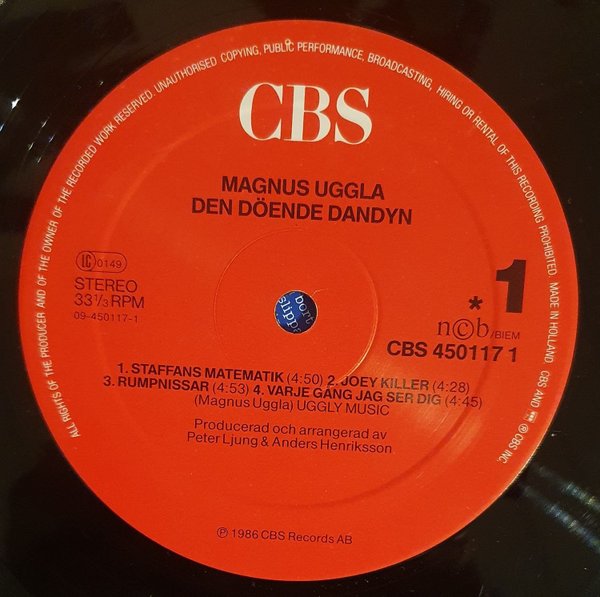 ALL RIGHTS OF THE PRODUCER AND OF THE OWNER OF THE RECORDED WORK RESERVED. UNAUTHORISED COPYING, PUBLIC PERFORMANCE, BROADCASTING, HIRING OR RENTAL OF THIS RECORDING PROHIBITED. MADE IN HOLLAND. CBS AND ® CBS INC.
CBS
MAGNUS UGGLA
DEN DÖENDE DANDYN
LC 0149
STEREO
33 1/3 RPM
09-450117-1
1
*
n©b/BIEM
CBS 450117 1
bort
slipps
1. STAFFANS MATEMATIK (4:50) 2. JOEY KILLER (4:28)
3. RUMPNISSAR (4:53) 4. VARJE GÅNG JAG SER DIG (4:45)
(Magnus Uggla) UGGLY MUSIC
Producerad och arrangerad av
Peter Ljung & Anders Henriksson
℗ 1986 CBS Records AB